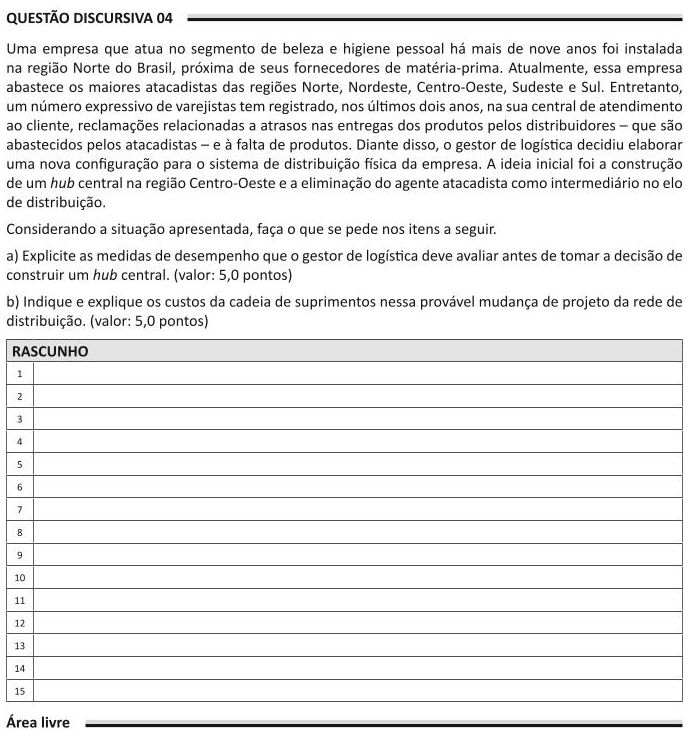 QUESTÃO DISCURSIVA 04
Uma empresa que atua no segmento de beleza e higiene pessoal há mais de nove anos foi instalada
na região Norte do Brasil, próxima de seus fornecedores de matéria-prima. Atualmente, essa empresa
abastece os maiores atacadistas das regiões Norte, Nordeste, Centro-Oeste, Sudeste e Sul. Entretanto,
um número expressivo de varejistas tem registrado, nos últimos dois anos, na sua central de atendimento
ao cliente, reclamações relacionadas a atrasos nas entregas dos produtos pelos distribuidores – que são
abastecidos pelos atacadistas – e à falta de produtos. Diante disso, o gestor de logística decidiu elaborar
uma nova configuração para o sistema de distribuição física da empresa. A ideia inicial foi a construção
de um hub central na região Centro-Oeste e a eliminação do agente atacadista como intermediário no elo
de distribuição.
Considerando a situação apresentada, faça o que se pede nos itens a seguir.
a) Explicite as medidas de desempenho que o gestor de logística deve avaliar antes de tomar a decisão de
construir um hub central. (valor: 5,0 pontos)
b) Indique e explique os custos da cadeia de suprimentos nessa provável mudança de projeto da rede de
distribuição. (valor: 5,0 pontos)
RASCUNHO
1
2
3
4
5
6
7
8
9
10
11
12
13
14
15
Área livre